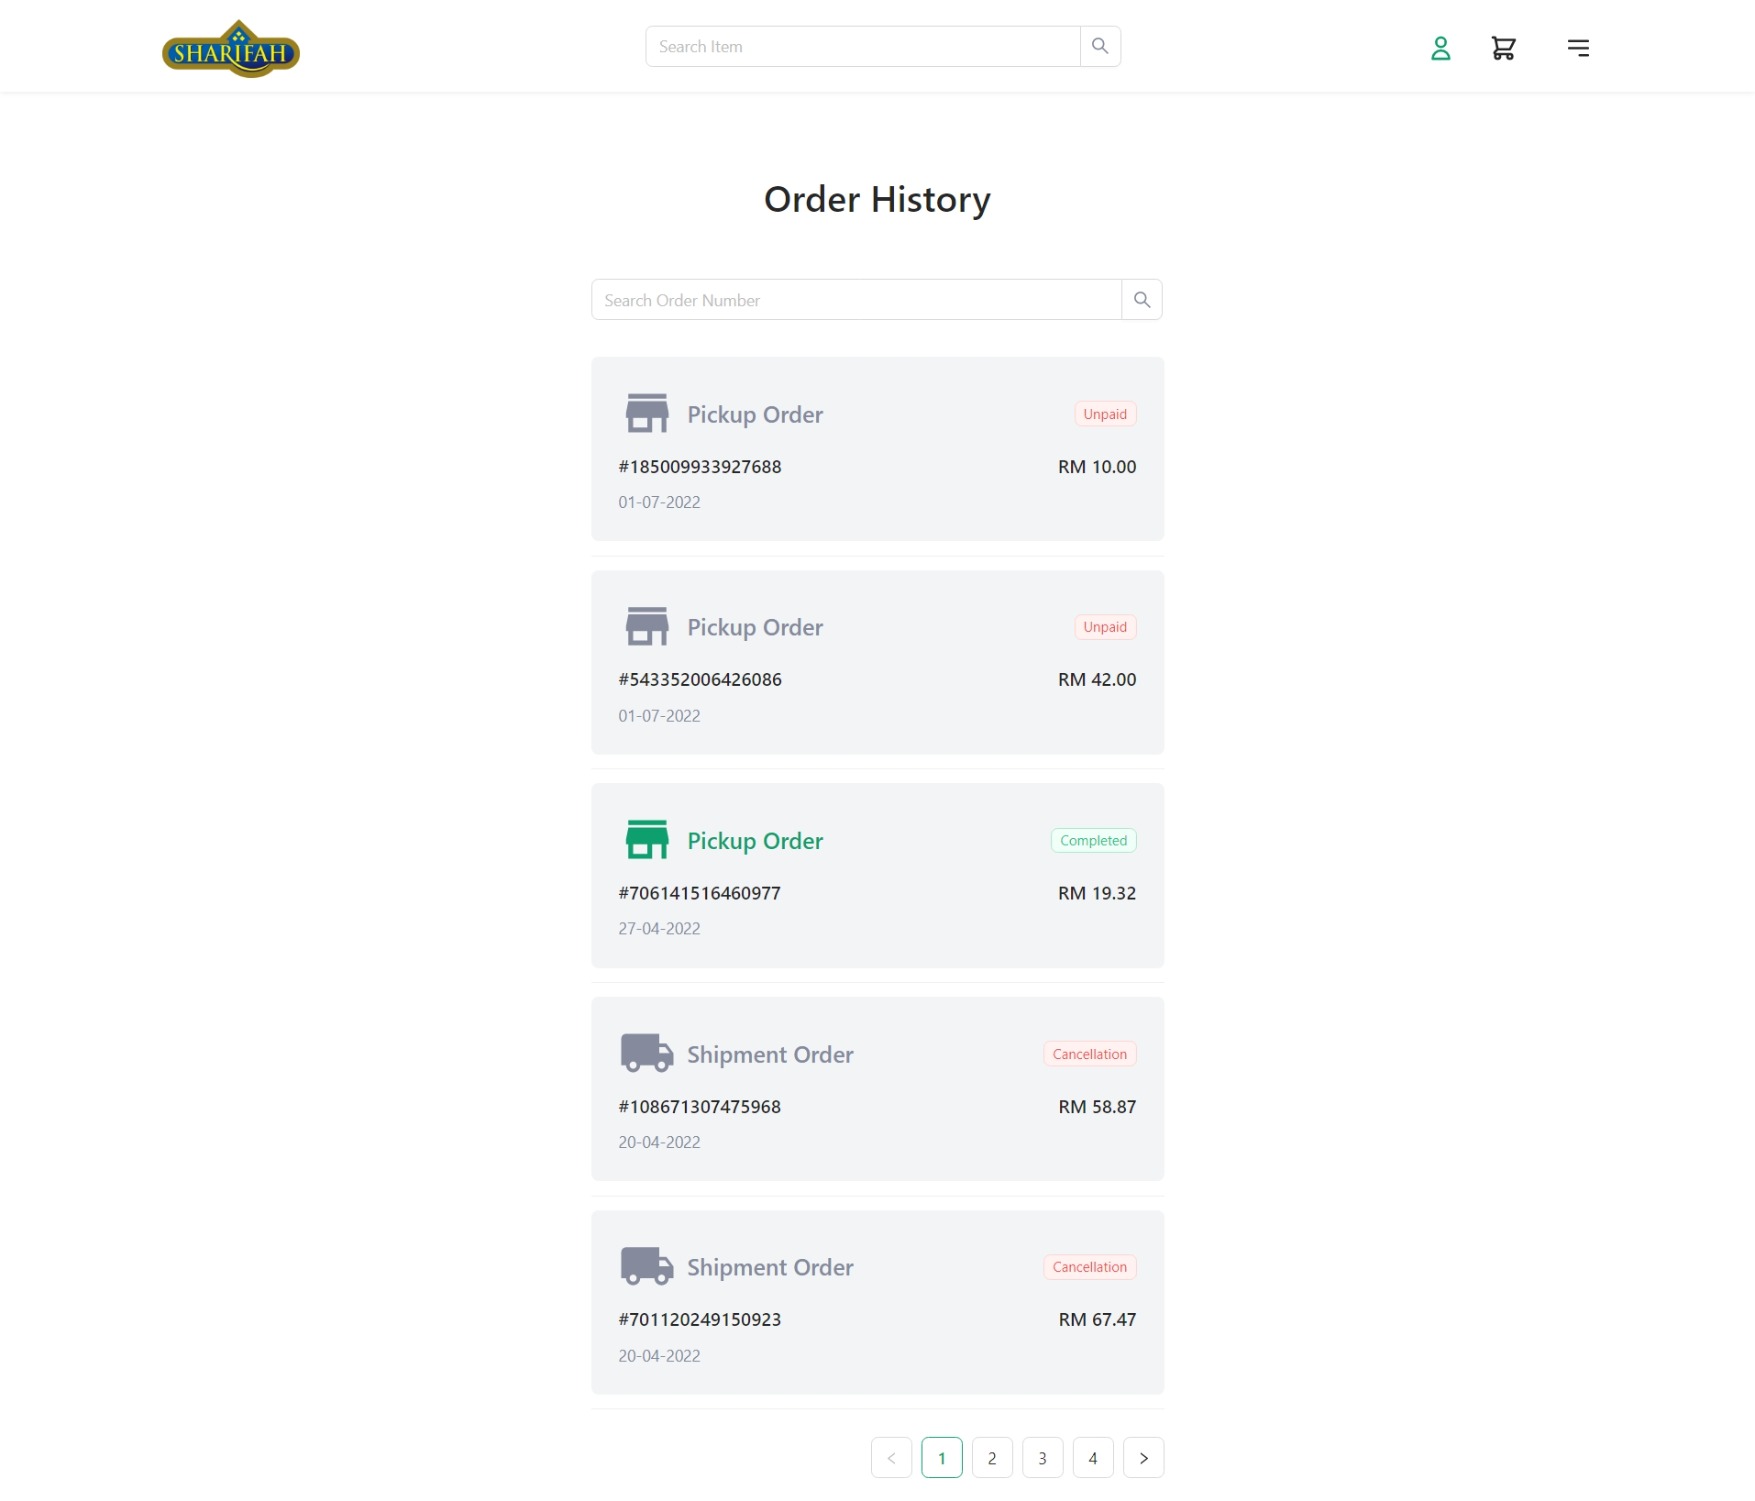 SHARIFAH
Search Item
Order History
Search Order Number
Pickup Order
Unpaid
#185009933927688
RM 10.00
01-07-2022
Pickup Order
Unpaid
#543352006426086
RM 42.00
01-07-2022
Pickup Order
Completed
#706141516460977
RM 19.32
27-04-2022
Shipment Order
Cancellation
#108671307475968
RM 58.87
20-04-2022
Shipment Order
Cancellation
#701120249150923
RM 67.47
20-04-2022
< 1 2 3 4 >